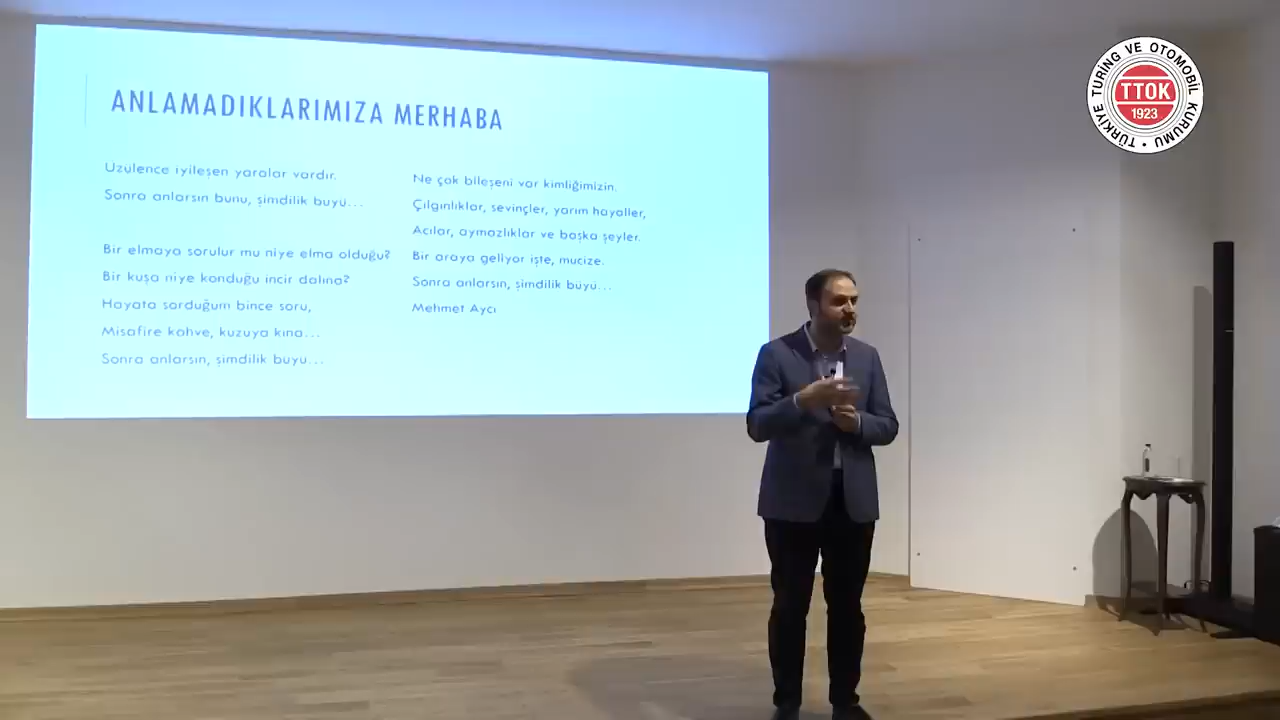 ANLAMADIKLARIMIZA MERHABA
Üzülence iyileşen yaralar vardır.
Sonra anlarsın bunu, şimdilik büyü...
Bir elmaya sorulur mu niye elma olduğu?
Bir kuşa niye konduğu incir dalına?
Hayata sorduğum bince soru,
Misafire kahve, kuzuya kına...
Sonra anlarsın, şimdilik büyü...
Ne çok bileşeni var kimliğimizin.
Çılgınlıklar, sevinçler, yarım hayaller,
Acılar, aymazlıklar ve başka şeyler.
Bir araya geliyor işte, mucize.
Sonra anlarsın, şimdilik büyü...
Mehmet Aycı
TÜRKİYE TURİNG VE OTOMOBİL KURUMU
TTOK
1923